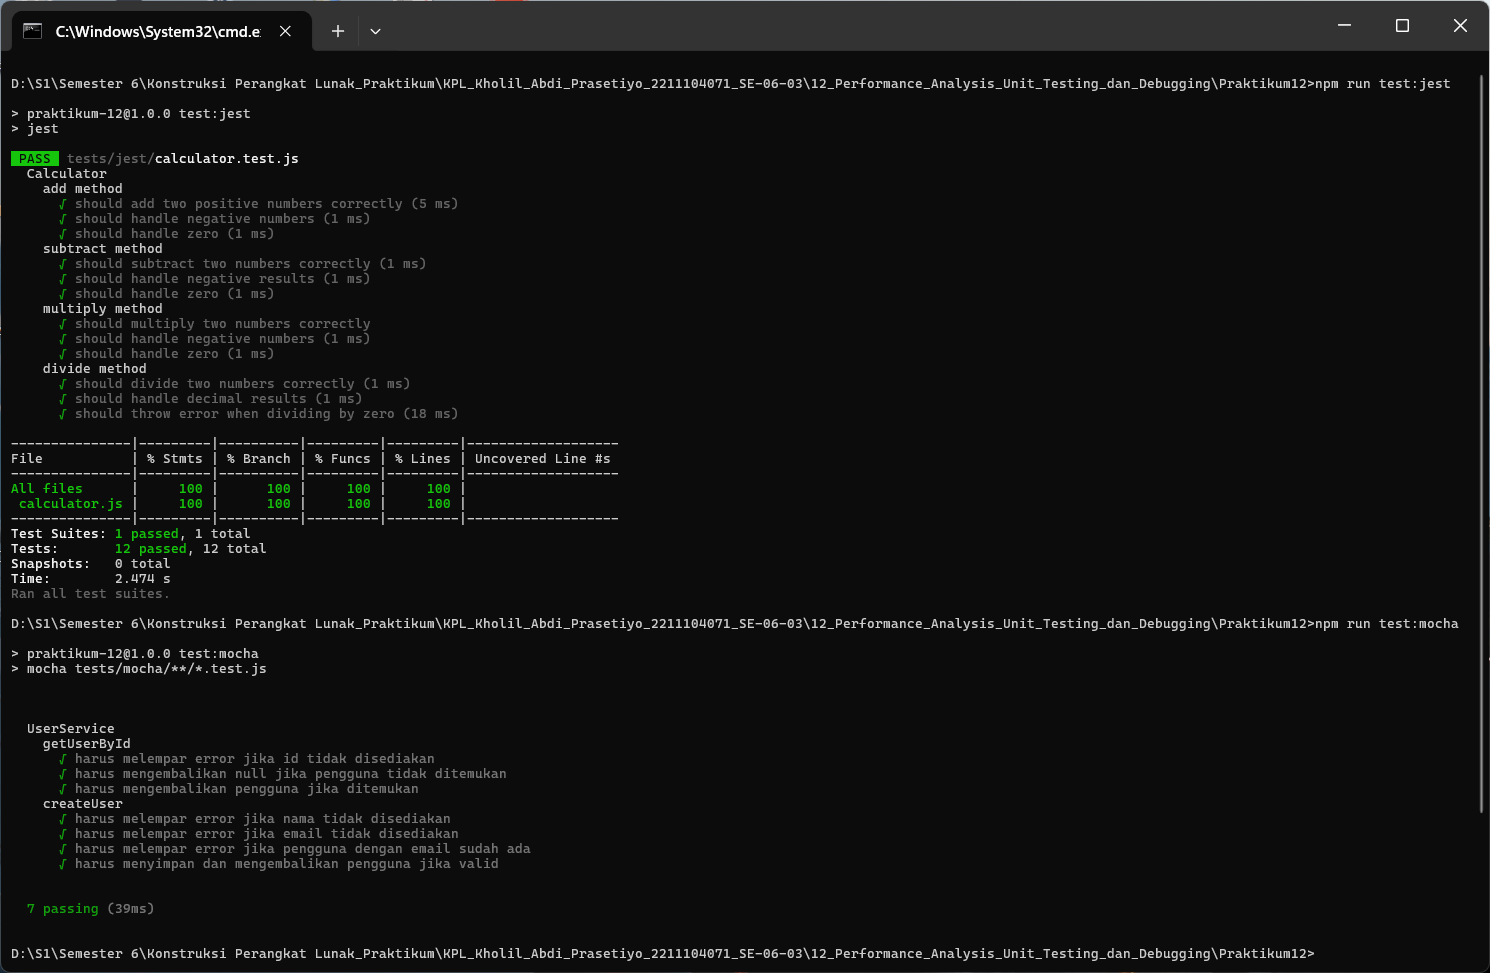 C:\Windows\System32\cmd.e
D:\S1\Semester 6\Konstruksi Perangkat Lunak_Praktikum\KPL_Kholil_Abdi_Prasetiyo_2211104071_SE-06-03\12_Performance_Analysis_Unit_Testing_dan_Debugging\Praktikum12>npm run test:jest
> praktikum-12@1.0.0 test:jest
> jest
PASS tests/jest/calculator.test.js
Calculator
add method
√ should add two positive numbers correctly (5 ms)
√ should handle negative numbers (1 ms)
√ should handle zero (1 ms)
subtract method
√ should subtract two numbers correctly (1 ms)
√ should handle negative results (1 ms)
√ should handle zero (1 ms)
multiply method
√ should multiply two numbers correctly
√ should handle negative numbers (1 ms)
√ should handle zero (1 ms)
divide method
√ should divide two numbers correctly (1 ms)
√ should handle decimal results (1 ms)
√ should throw error when dividing by zero (18 ms)
---------------|---------|----------|---------|---------|-------------------
File           | % Stmts | % Branch | % Funcs | % Lines | Uncovered Line #s
---------------|---------|----------|---------|---------|-------------------
All files      |     100 |      100 |     100 |     100 |
 calculator.js |     100 |      100 |     100 |     100 |
---------------|---------|----------|---------|---------|-------------------
Test Suites: 1 passed, 1 total
Tests:       12 passed, 12 total
Snapshots:   0 total
Time:        2.474 s
Ran all test suites.
D:\S1\Semester 6\Konstruksi Perangkat Lunak_Praktikum\KPL_Kholil_Abdi_Prasetiyo_2211104071_SE-06-03\12_Performance_Analysis_Unit_Testing_dan_Debugging\Praktikum12>npm run test:mocha
> praktikum-12@1.0.0 test:mocha
> mocha tests/mocha/**/*.test.js
UserService
getUserById
√ harus melempar error jika id tidak disediakan
√ harus mengembalikan null jika pengguna tidak ditemukan
√ harus mengembalikan pengguna jika ditemukan
createUser
√ harus melempar error jika nama tidak disediakan
√ harus melempar error jika email tidak disediakan
√ harus melempar error jika pengguna dengan email sudah ada
√ harus menyimpan dan mengembalikan pengguna jika valid
7 passing (39ms)
D:\S1\Semester 6\Konstruksi Perangkat Lunak_Praktikum\KPL_Kholil_Abdi_Prasetiyo_2211104071_SE-06-03\12_Performance_Analysis_Unit_Testing_dan_Debugging\Praktikum12>